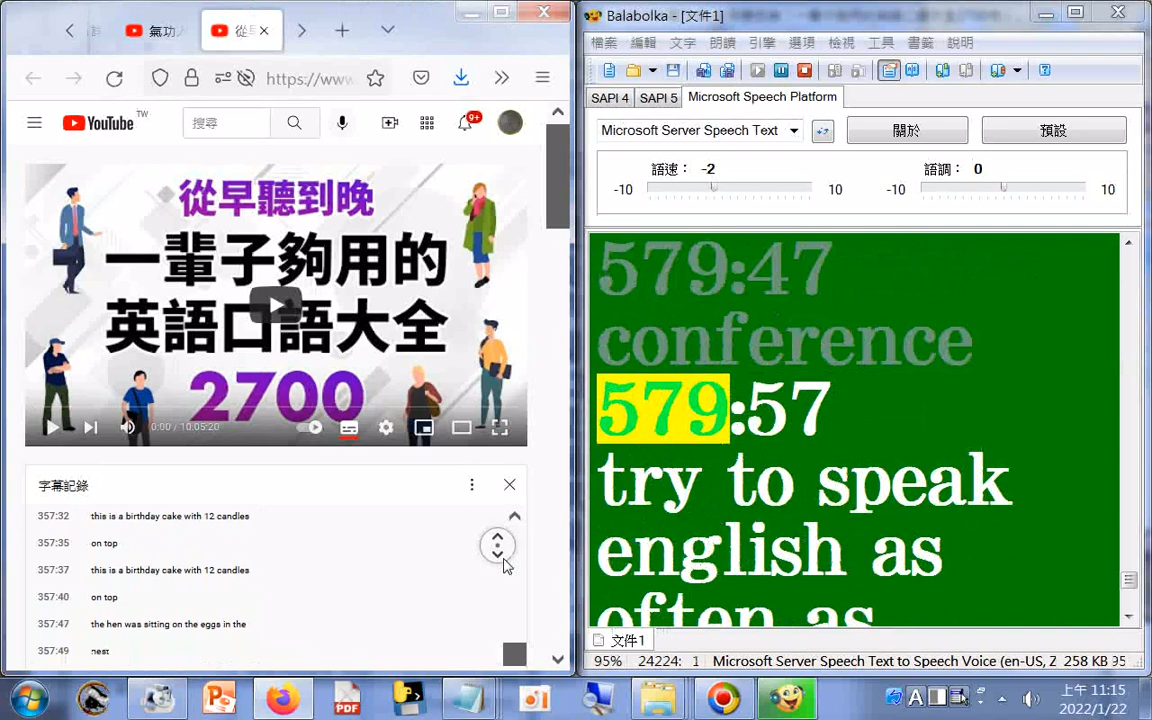 氣功
從
https://www
YouTube TW
搜尋
9+
從早聽到晚
一輩子夠用的
英語口語大全
2700
0:00 / 10:05:20
字幕記錄
357:32 this is a birthday cake with 12 candles
357:35 on top
357:37 this is a birthday cake with 12 candles
357:40 on top
357:47 the hen was sitting on the eggs in the
357:49 nest
Balabolka - [文件1]
檔案 編輯 文字 朗讀 引擎 選項 檢視 工具 書籤 說明
SAPI 4 SAPI 5 Microsoft Speech Platform
Microsoft Server Speech Text
關於
預設
語速： -2
語調： 0
-10 10 -10 10
579:47
conference
579:57
try to speak
english as
often as
文件1
95% 24224: 1 Microsoft Server Speech Text to Speech Voice (en-US, Z 258 KB 95
PDF
A
上午 11:15
2022/1/22